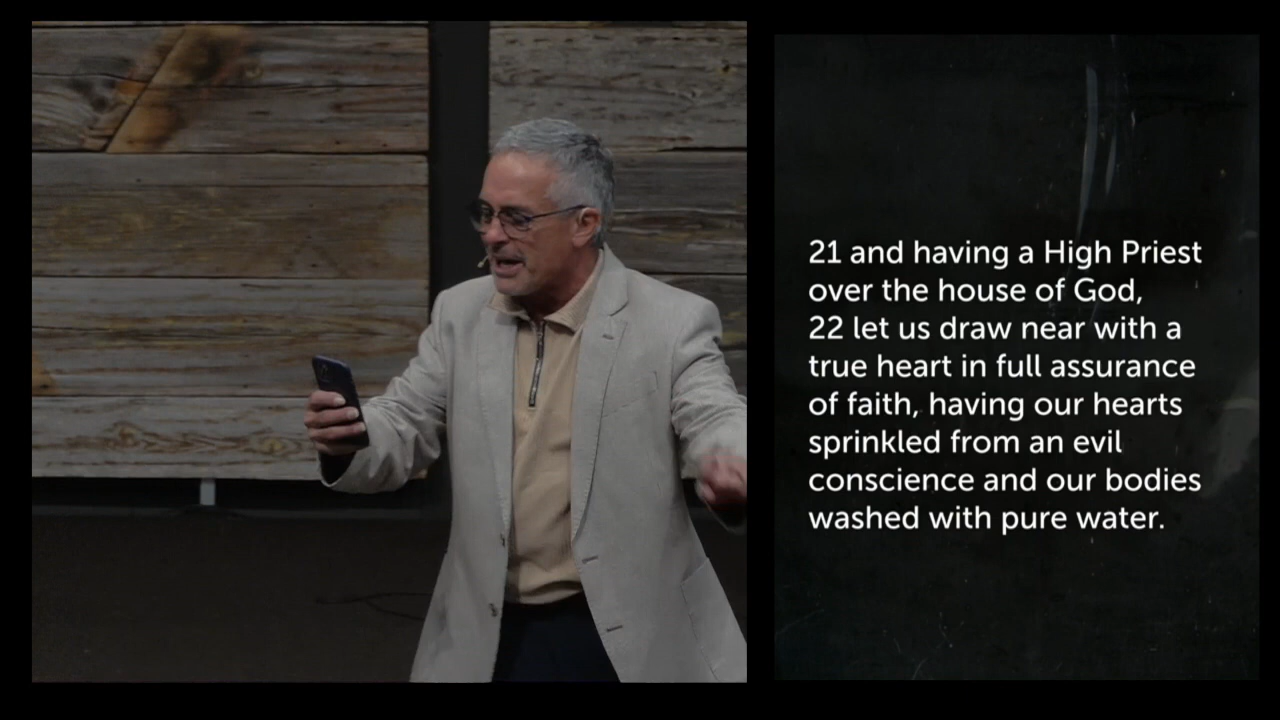 21 and having a High Priest
over the house of God,
22 let us draw near with a
true heart in full assurance
of faith, having our hearts
sprinkled from an evil
conscience and our bodies
washed with pure water.